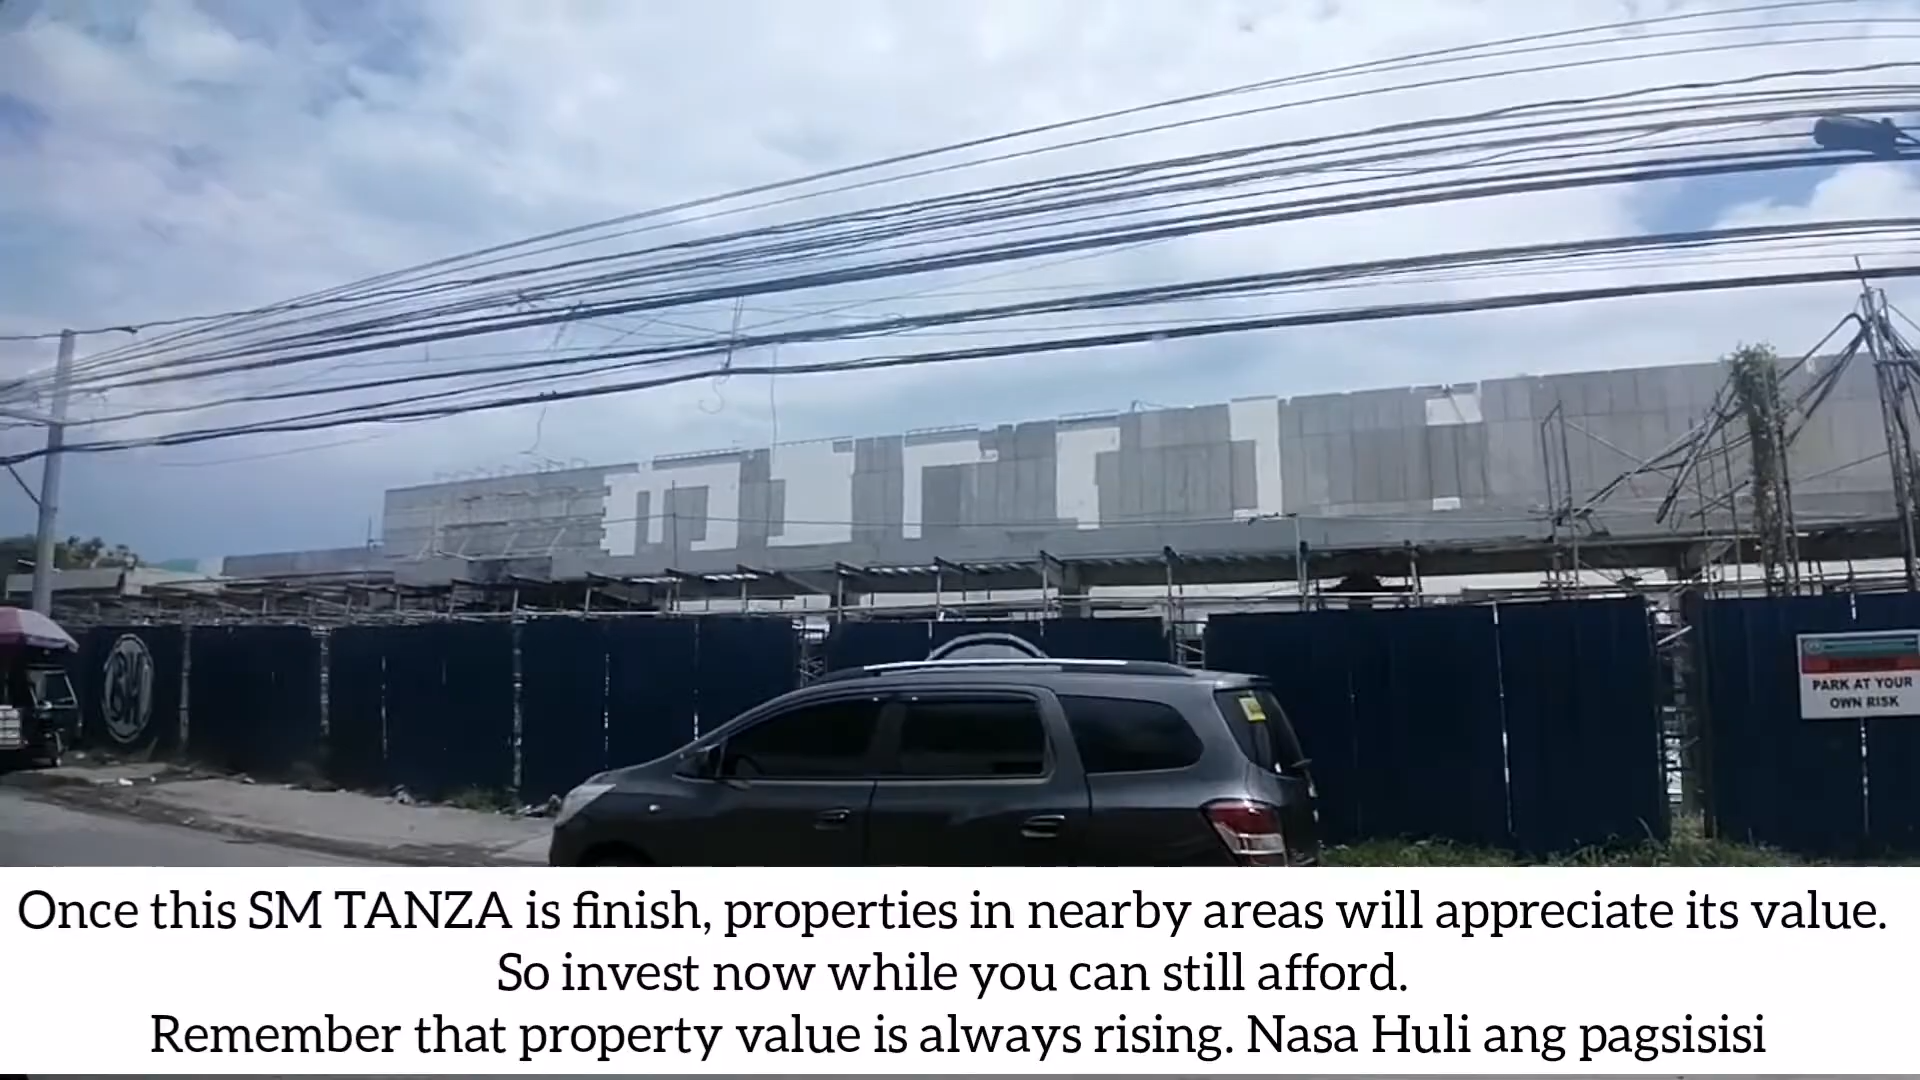 PARK AT YOUR
OWN RISK
Once this SM TANZA is finish, properties in nearby areas will appreciate its value.
So invest now while you can still afford.
Remember that property value is always rising. Nasa Huli ang pagsisisi